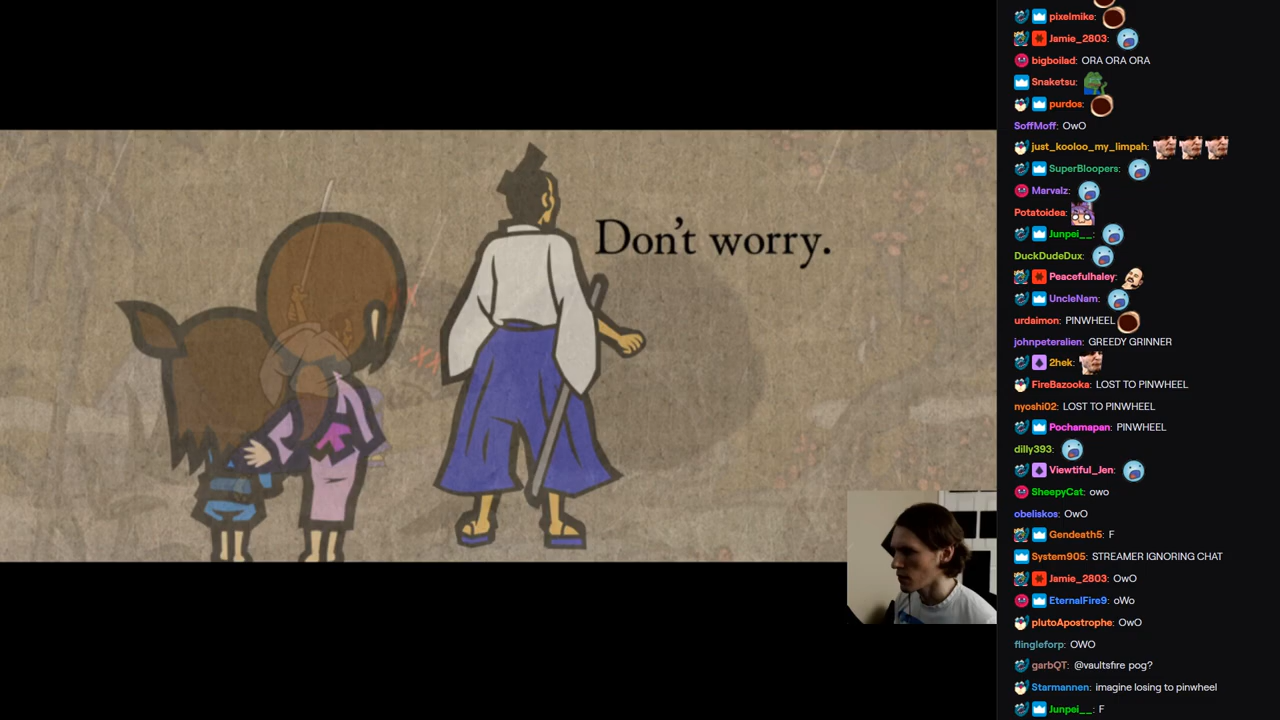 Don't worry.
pixelmike:
Jamie_2803:
bigboilad: ORA ORA ORA
Snaketsu:
purdos:
SoffMoff: OwO
just_kooloo_my_limpah:
SuperBloopers:
Marvalz:
Potatoidea:
Junpei__:
DuckDudeDux:
Peacefulhaley:
UncleNam:
urdaimon: PINWHEEL
johnpeteralien: GREEDY GRINNER
2hek:
FireBazooka: LOST TO PINWHEEL
nyoshi02: LOST TO PINWHEEL
Pochamapan: PINWHEEL
dilly393:
Viewtiful_Jen:
SheepyCat: owo
obeliskos: OwO
Gendeath5: F
System905: STREAMER IGNORING CHAT
Jamie_2803: OwO
EternalFire9: oWo
plutoApostrophe: OwO
flingleforp: OWO
garbQT: @vaultsfire pog?
Starmannen: imagine losing to pinwheel
Junpei__: F